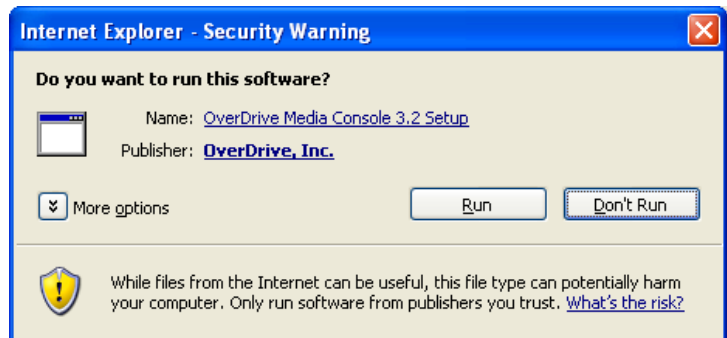 Internet Explorer - Security Warning
Do you want to run this software?
Name: OverDrive Media Console 3.2 Setup
Publisher: OverDrive, Inc.
More options
Run
Don't Run
While files from the Internet can be useful, this file type can potentially harm
your computer. Only run software from publishers you trust. What's the risk?